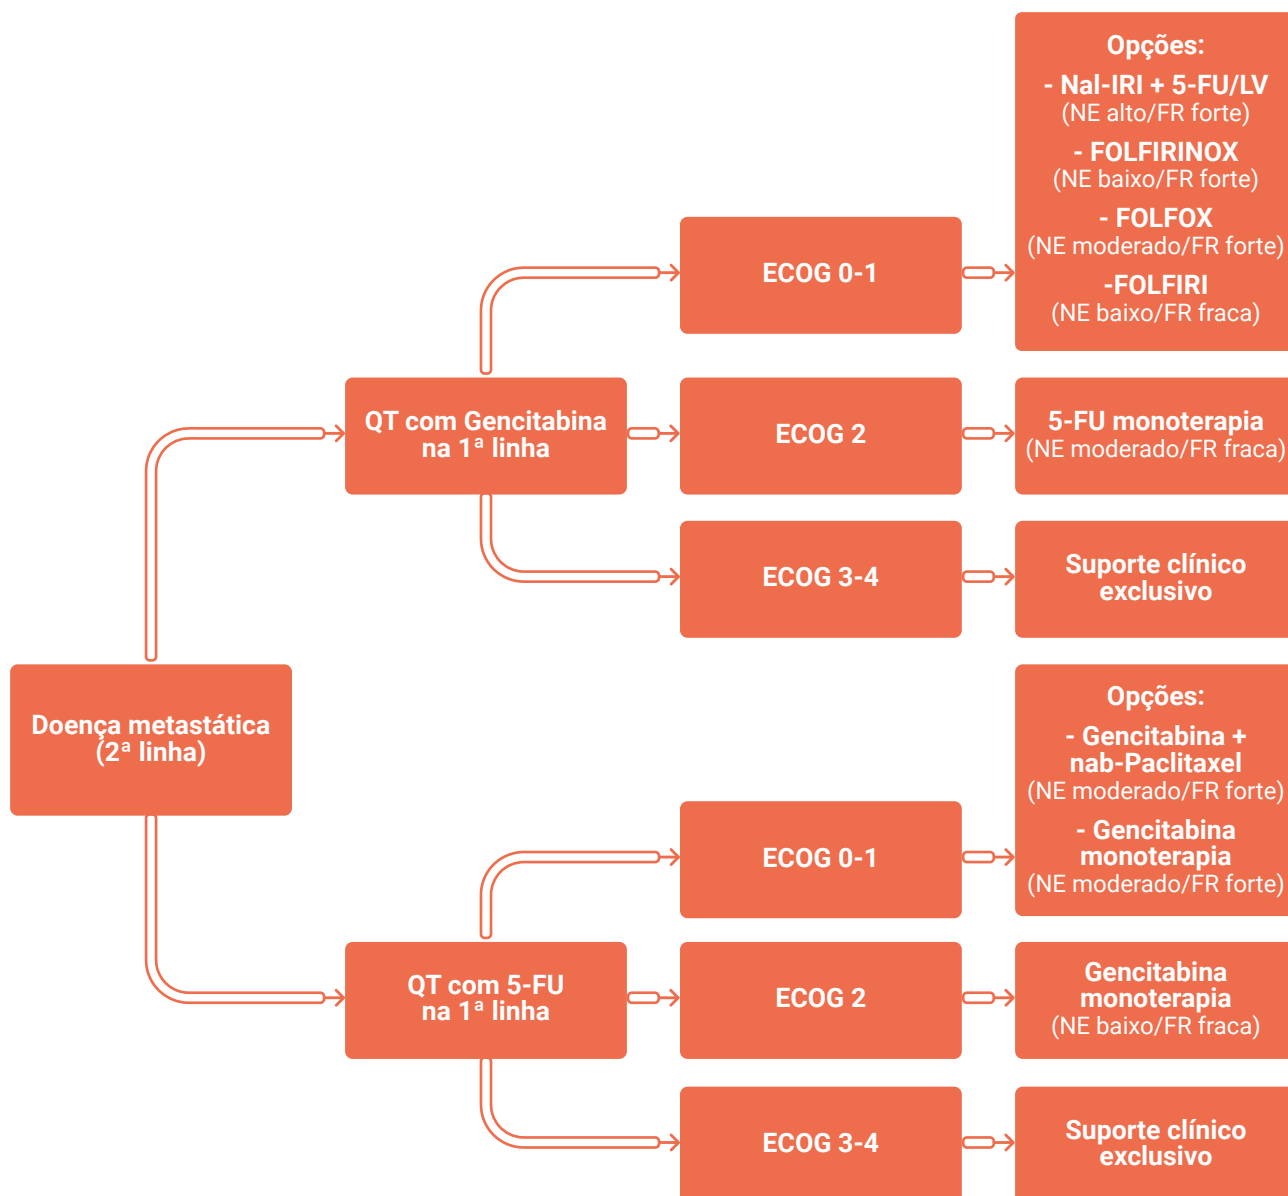 Doença metastática
(2ª linha)
QT com Gencitabina
na 1ª linha
ECOG 0-1
Opções:
- Nal-IRI + 5-FU/LV
(NE alto/FR forte)
- FOLFIRINOX
(NE baixo/FR forte)
- FOLFOX
(NE moderado/FR forte)
-FOLFIRI
(NE baixo/FR fraca)
ECOG 2
5-FU monoterapia
(NE moderado/FR fraca)
ECOG 3-4
Suporte clínico
exclusivo
QT com 5-FU
na 1ª linha
ECOG 0-1
Opções:
- Gencitabina +
nab-Paclitaxel
(NE moderado/FR forte)
- Gencitabina
monoterapia
(NE moderado/FR forte)
ECOG 2
Gencitabina
monoterapia
(NE baixo/FR fraca)
ECOG 3-4
Suporte clínico
exclusivo